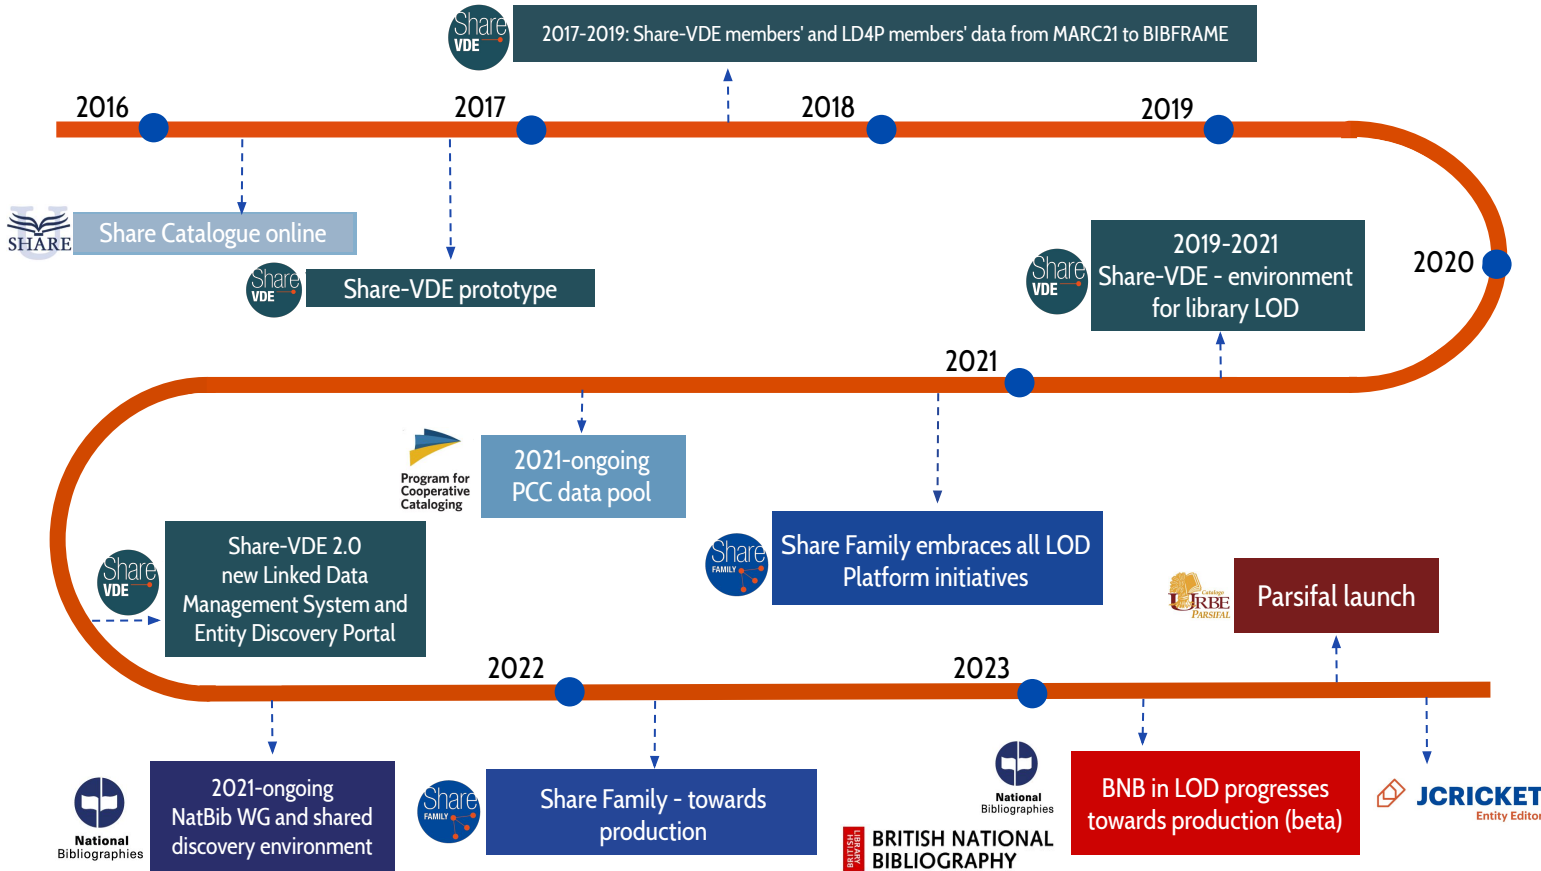 Share
VDE
2017-2019: Share-VDE members' and LD4P members' data from MARC21 to BIBFRAME
2016
2017
2018
2019
U
SHARE
Share Catalogue online
Share
VDE
Share-VDE prototype
Share
VDE
2019-2021
Share-VDE - environment
for library LOD
2020
2021
Program for
Cooperative
Cataloging
2021-ongoing
PCC data pool
Share
FAMILY
Share Family embraces all LOD
Platform initiatives
Share
VDE
Share-VDE 2.0
new Linked Data
Management System and
Entity Discovery Portal
Catalogo
URBE
PARSIFAL
Parsifal launch
2022
2023
National
Bibliographies
2021-ongoing
NatBib WG and shared
discovery environment
Share
FAMILY
Share Family - towards
production
National
Bibliographies
BRITISH
LIBRARY
BRITISH NATIONAL
BIBLIOGRAPHY
BNB in LOD progresses
towards production (beta)
JCRICKET
Entity Editor